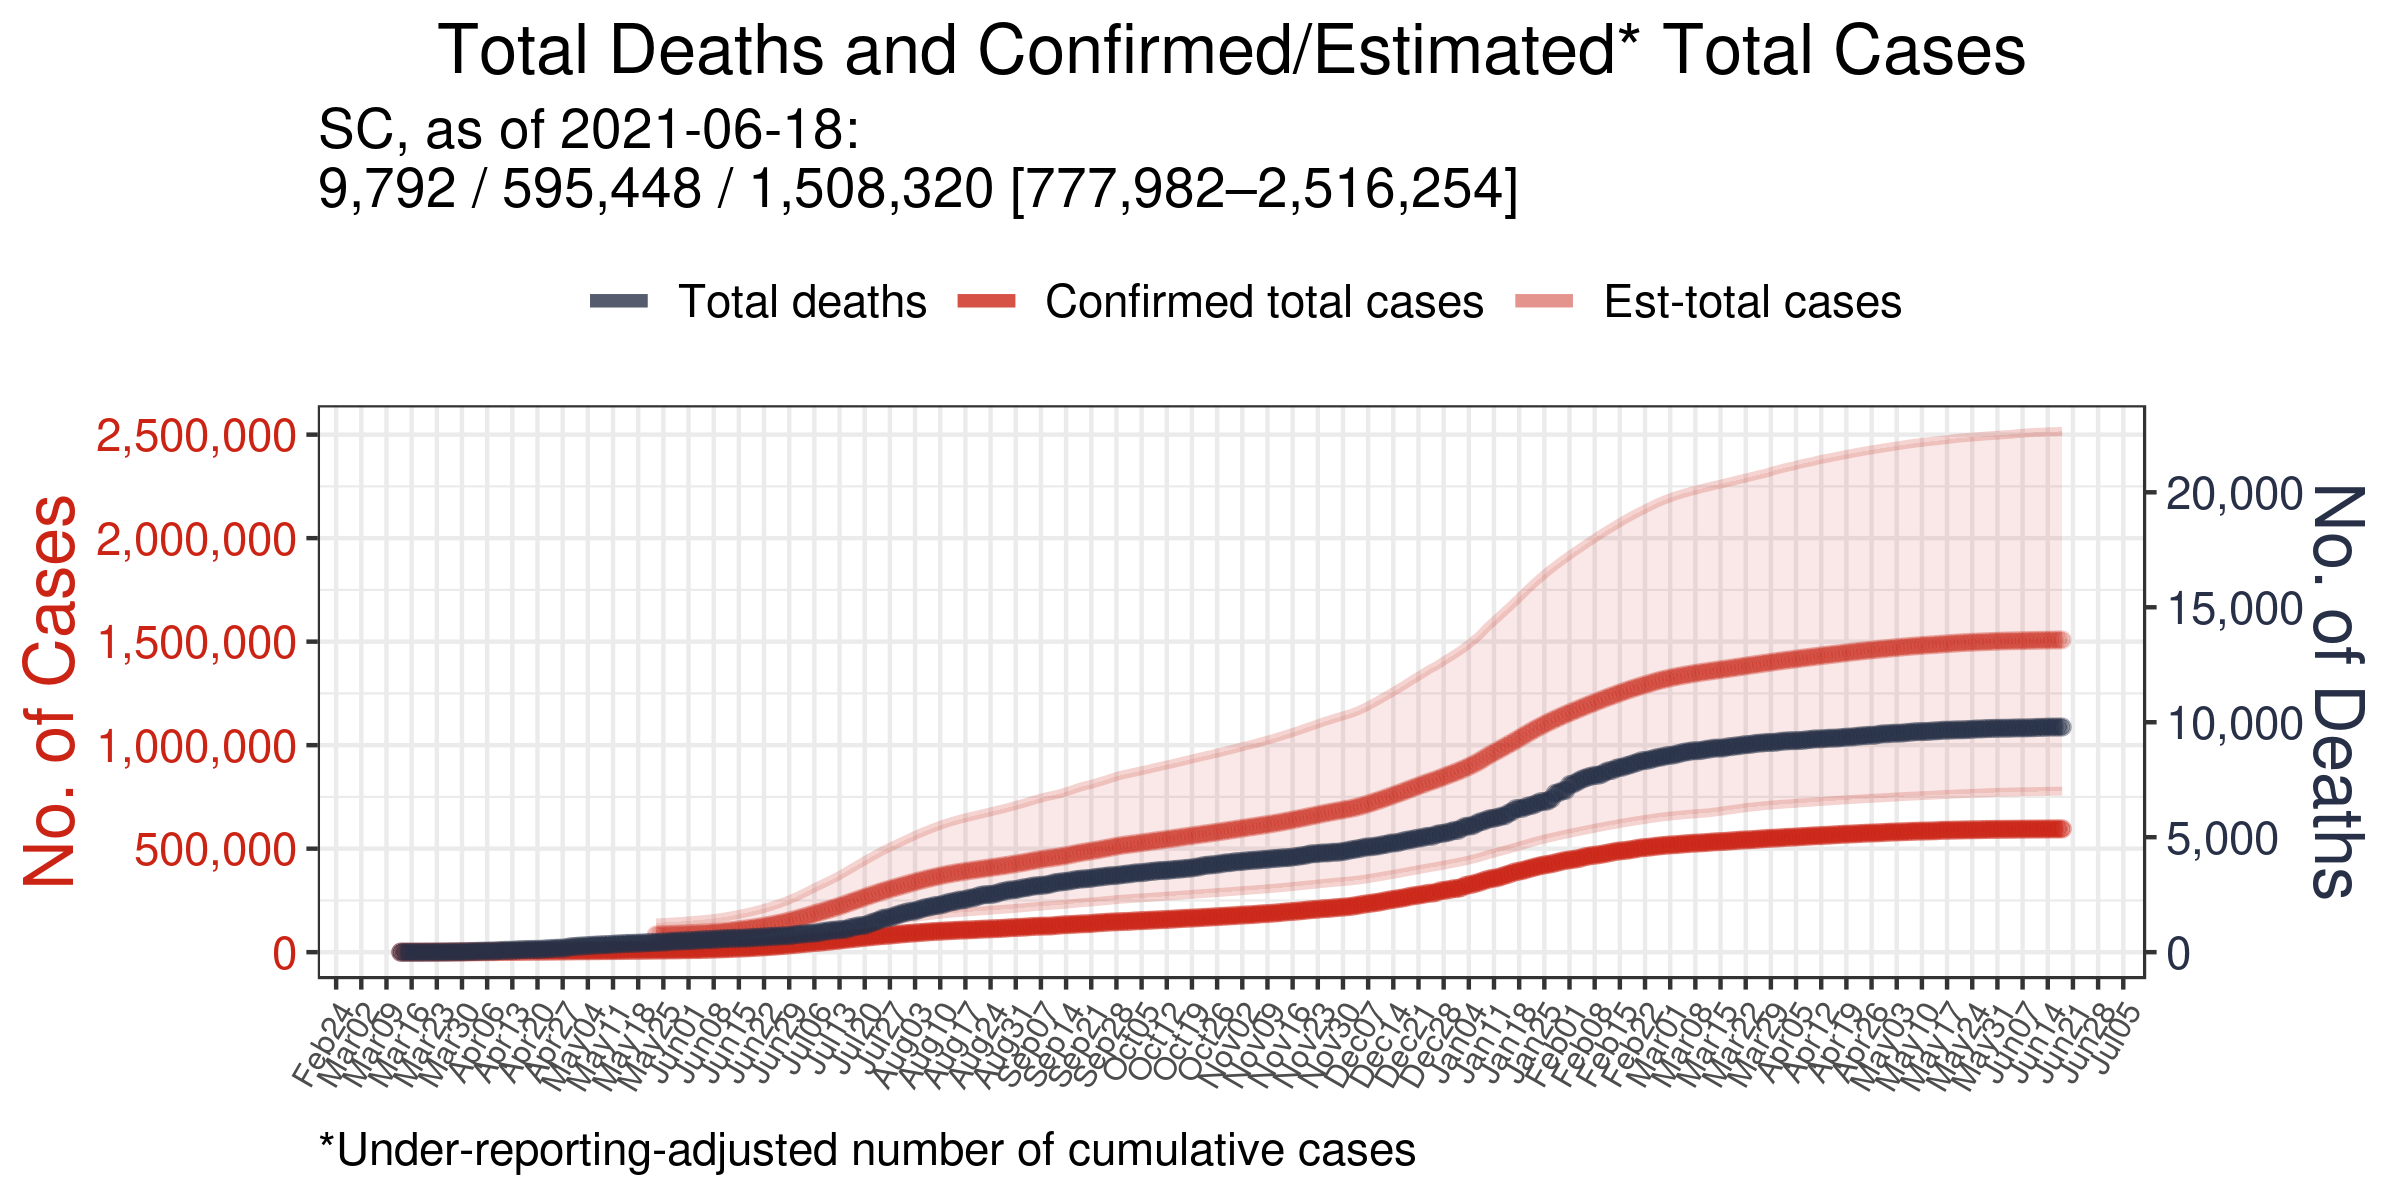 Total Deaths and Confirmed/Estimated* Total Cases
SC, as of 2021-06-18:
9,792 / 595,448 / 1,508,320 [777,982–2,516,254]
Total deaths
Confirmed total cases
Est-total cases
No. of Cases
2,500,000
2,000,000
1,500,000
1,000,000
500,000
0
20,000
15,000
10,000
5,000
0
No. of Deaths
Feb24
Mar02
Mar09
Mar16
Mar23
Mar30
Apr06
Apr13
Apr20
Apr27
May04
May11
May18
May25
Jun01
Jun08
Jun15
Jun22
Jun29
Jul06
Jul13
Jul20
Jul27
Aug03
Aug10
Aug17
Aug24
Aug31
Sep07
Sep14
Sep21
Sep28
Oct05
Oct12
Oct19
Oct26
Nov02
Nov09
Nov16
Nov23
Nov30
Dec07
Dec14
Dec21
Dec28
Jan04
Jan11
Jan18
Jan25
Feb01
Feb08
Feb15
Feb22
Mar01
Mar08
Mar15
Mar22
Mar29
Apr05
Apr12
Apr19
Apr26
May03
May10
May17
May24
May31
Jun07
Jun14
Jun21
Jun28
Jul05
*Under-reporting-adjusted number of cumulative cases